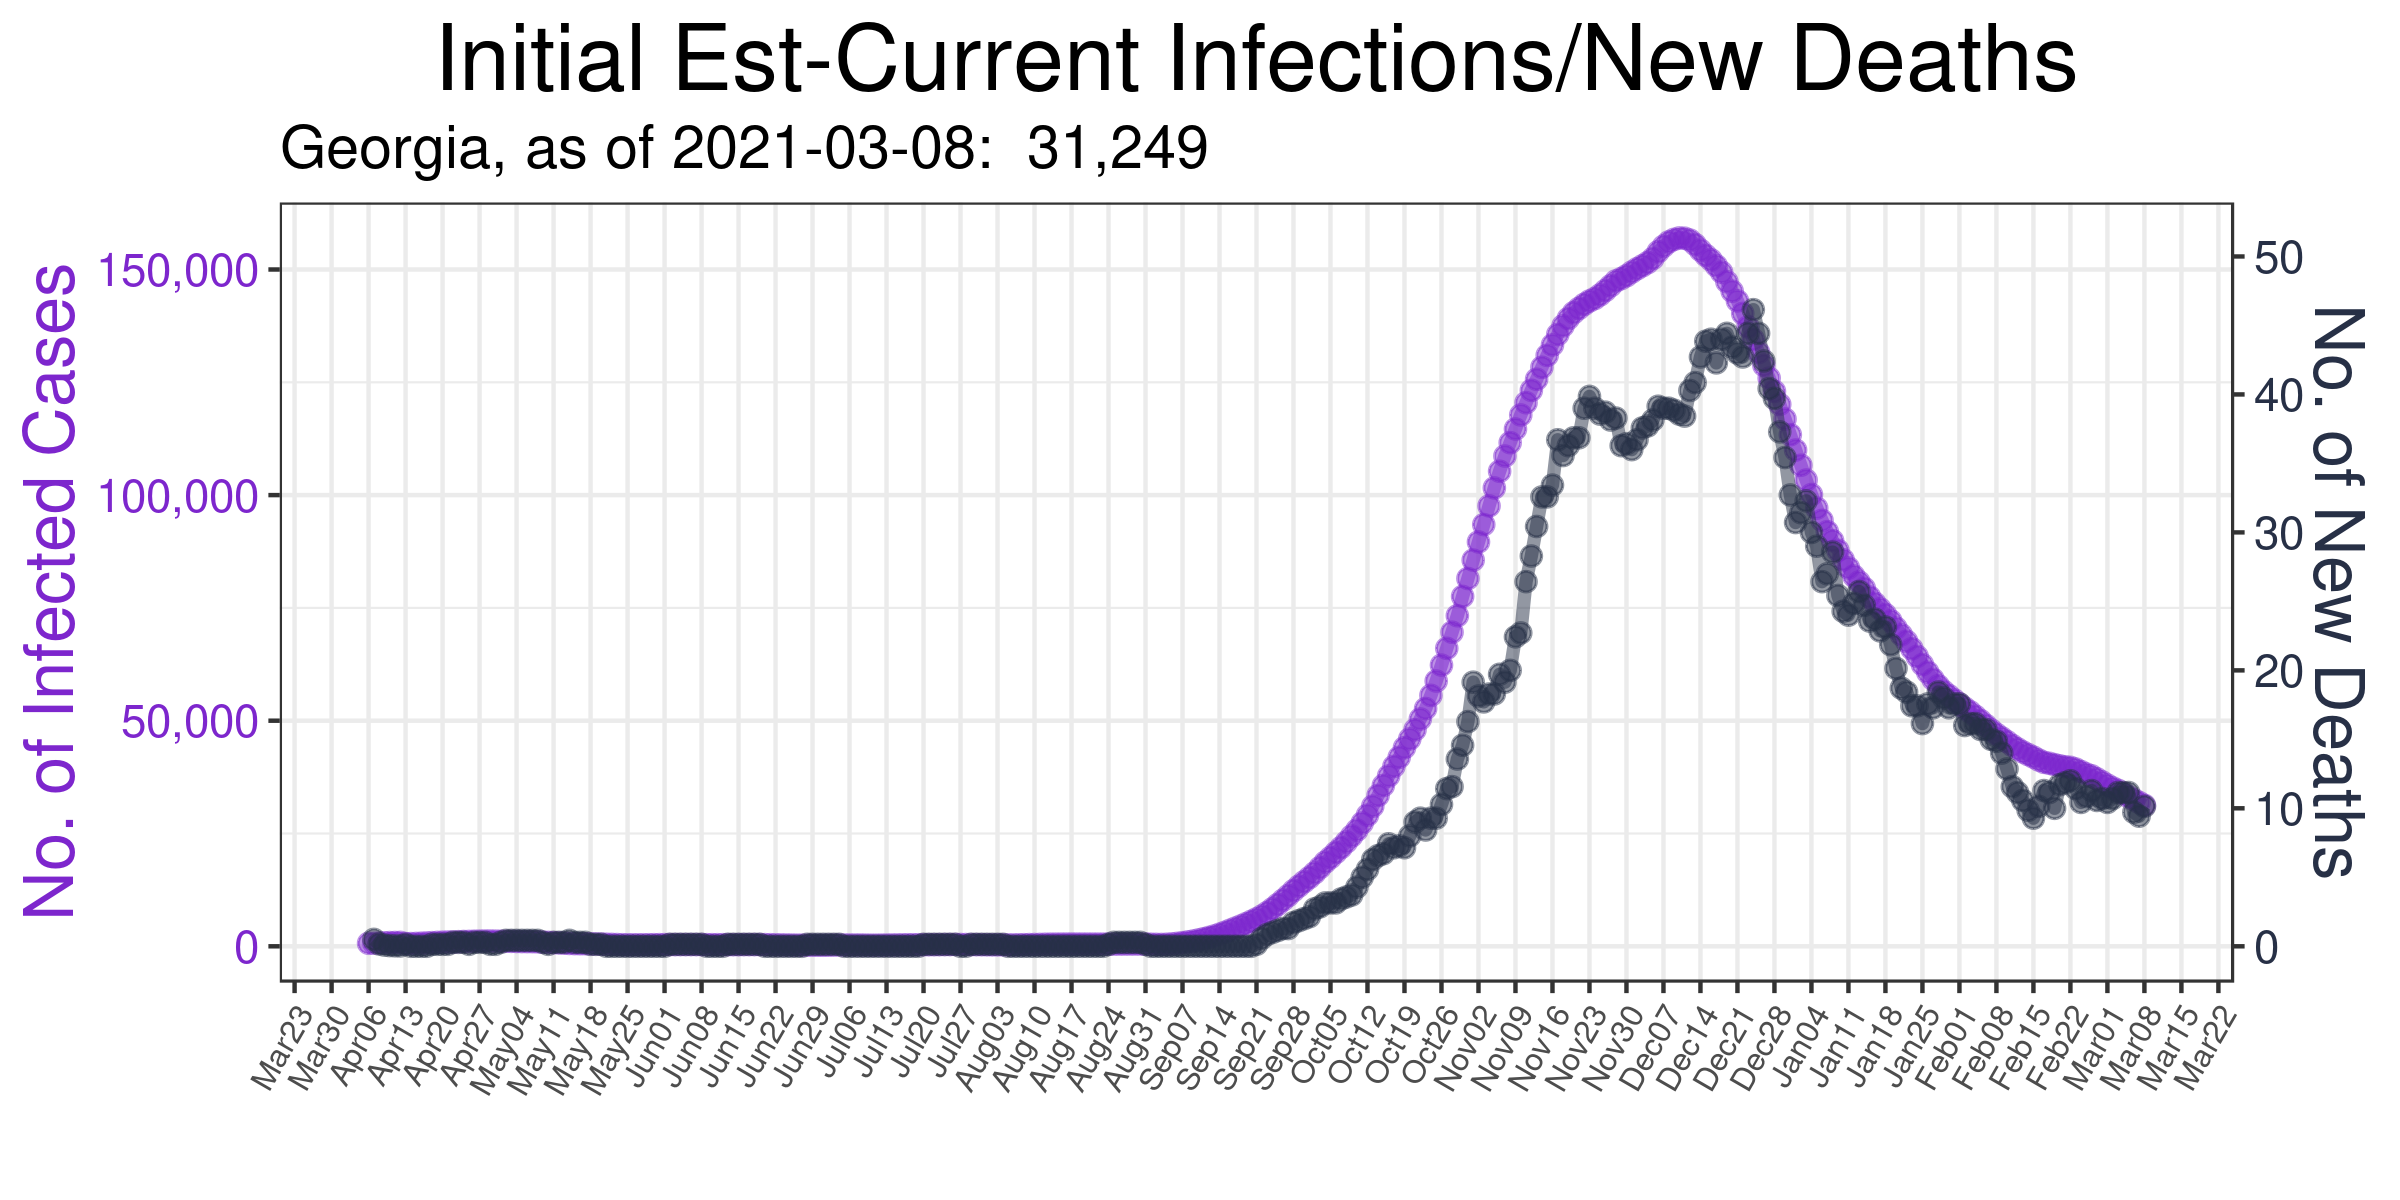 Initial Est-Current Infections/New Deaths
Georgia, as of 2021-03-08:  31,249
No. of Infected Cases
150,000
100,000
50,000
0
50
40
30
20
10
0
No. of New Deaths
Mar23
Mar30
Apr06
Apr13
Apr20
Apr27
May04
May11
May18
May25
Jun01
Jun08
Jun15
Jun22
Jun29
Jul06
Jul13
Jul20
Jul27
Aug03
Aug10
Aug17
Aug24
Aug31
Sep07
Sep14
Sep21
Sep28
Oct05
Oct12
Oct19
Oct26
Nov02
Nov09
Nov16
Nov23
Nov30
Dec07
Dec14
Dec21
Dec28
Jan04
Jan11
Jan18
Jan25
Feb01
Feb08
Feb15
Feb22
Mar01
Mar08
Mar15
Mar22